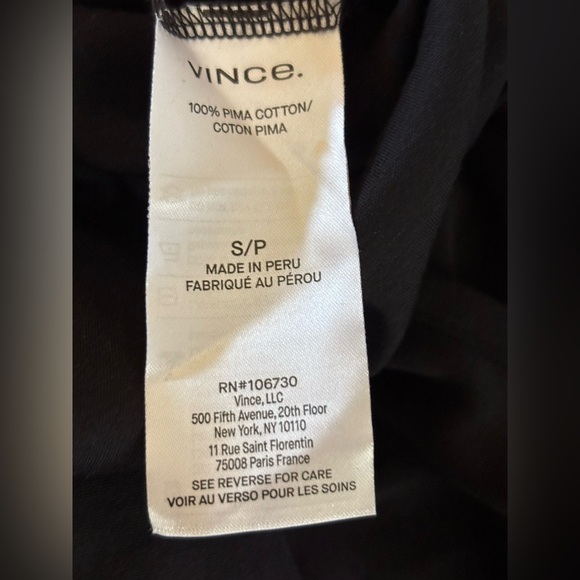 VINCE.
100% PIMA COTTON/
COTON PIMA
S/P
MADE IN PERU
FABRIQUÉ AU PÉROU
RN#106730
Vince, LLC
500 Fifth Avenue, 20th Floor
New York, NY 10110
11 Rue Saint Florentin
75008 Paris France
SEE REVERSE FOR CARE
VOIR AU VERSO POUR LES SOINS